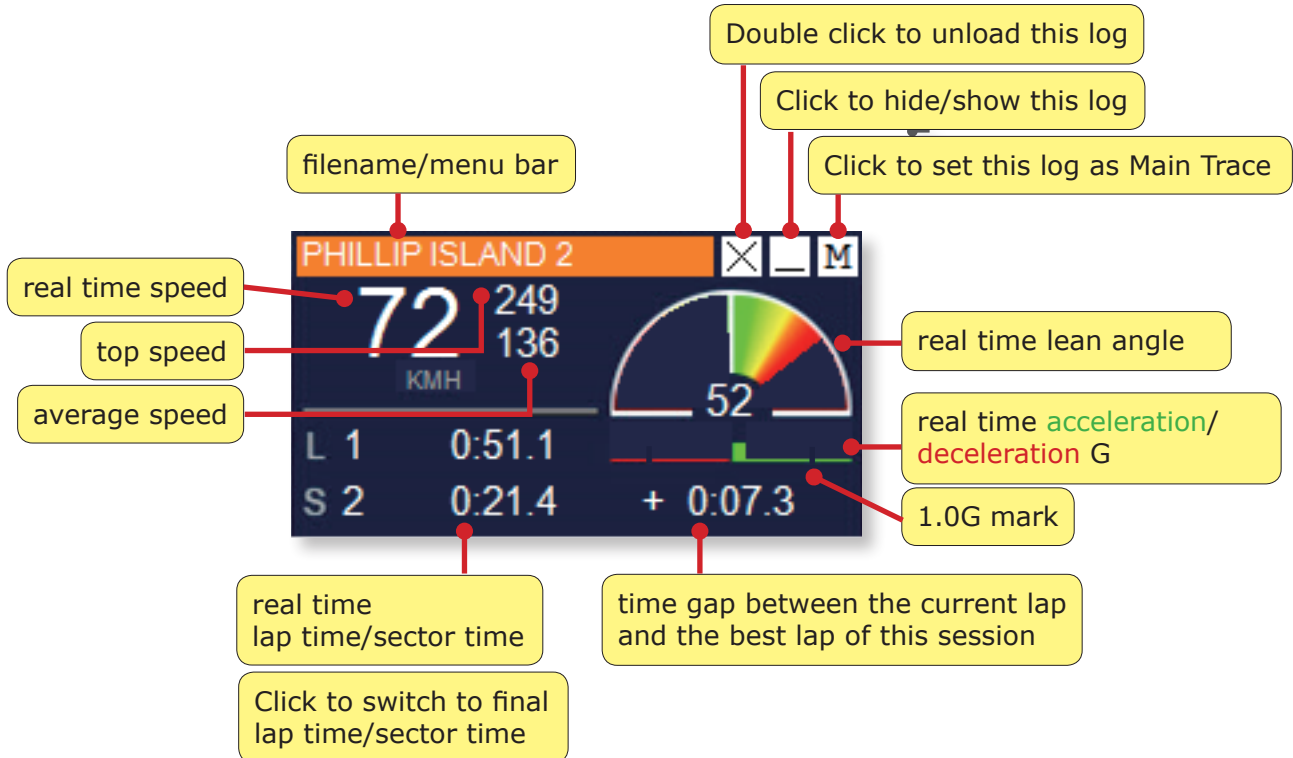 Double click to unload this log
Click to hide/show this log
filename/menu bar
Click to set this log as Main Trace
PHILLIP ISLAND 2
M
real time speed
72
249
top speed
136
real time lean angle
KMH
average speed
52
real time acceleration/
deceleration G
L 1 0:51.1
S 2 0:21.4 + 0:07.3
1.0G mark
real time
lap time/sector time
time gap between the current lap
and the best lap of this session
Click to switch to final
lap time/sector time